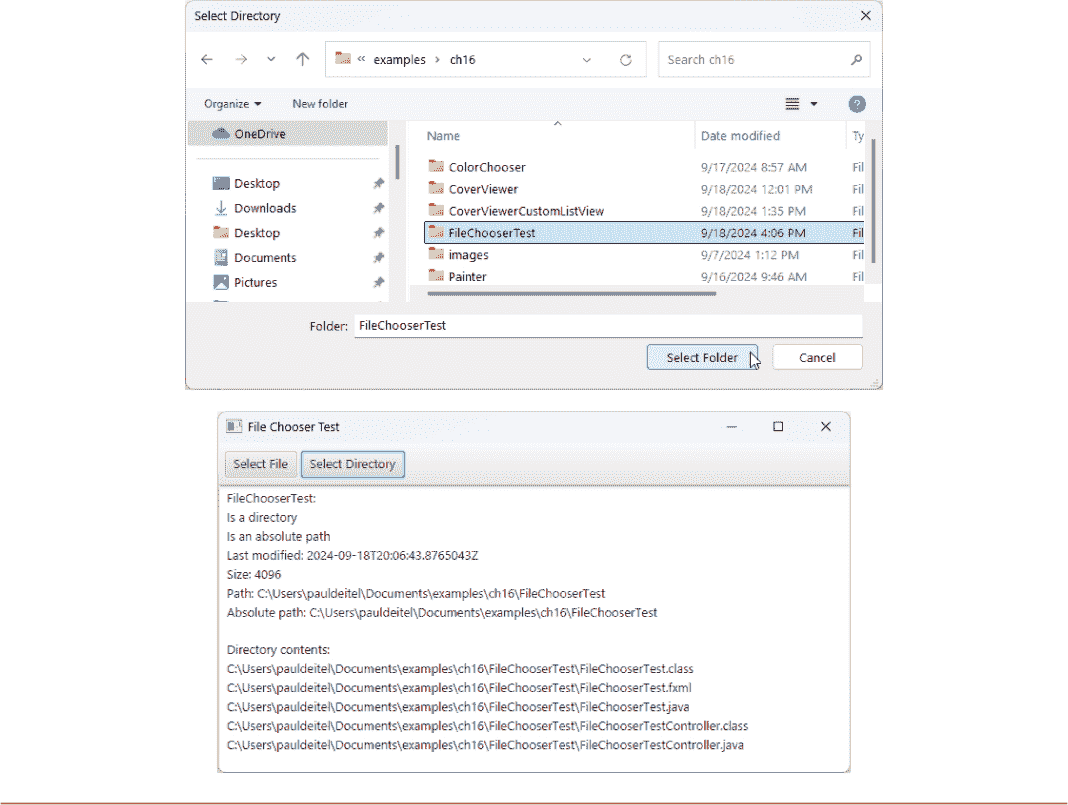 Select Directory
« examples › ch16
Search ch16
Organize
New folder
?
OneDrive
Desktop
Downloads
Desktop
Documents
Pictures
Name Date modified Ty
ColorChooser 9/17/2024 8:57 AM Fil
CoverViewer 9/18/2024 12:01 PM Fil
CoverViewerCustomListView 9/18/2024 1:35 PM Fil
FileChooserTest 9/18/2024 4:06 PM Fil
images 9/7/2024 1:12 PM Fil
Painter 9/16/2024 9:46 AM Fil
Folder: FileChooserTest
Select Folder Cancel
File Chooser Test
Select File Select Directory
FileChooserTest:
Is a directory
Is an absolute path
Last modified: 2024-09-18T20:06:43.8765043Z
Size: 4096
Path: C:\Users\pauldeitel\Documents\examples\ch16\FileChooserTest
Absolute path: C:\Users\pauldeitel\Documents\examples\ch16\FileChooserTest
Directory contents:
C:\Users\pauldeitel\Documents\examples\ch16\FileChooserTest\FileChooserTest.class
C:\Users\pauldeitel\Documents\examples\ch16\FileChooserTest\FileChooserTest.fxml
C:\Users\pauldeitel\Documents\examples\ch16\FileChooserTest\FileChooserTest.java
C:\Users\pauldeitel\Documents\examples\ch16\FileChooserTest\FileChooserTestController.class
C:\Users\pauldeitel\Documents\examples\ch16\FileChooserTest\FileChooserTestController.java